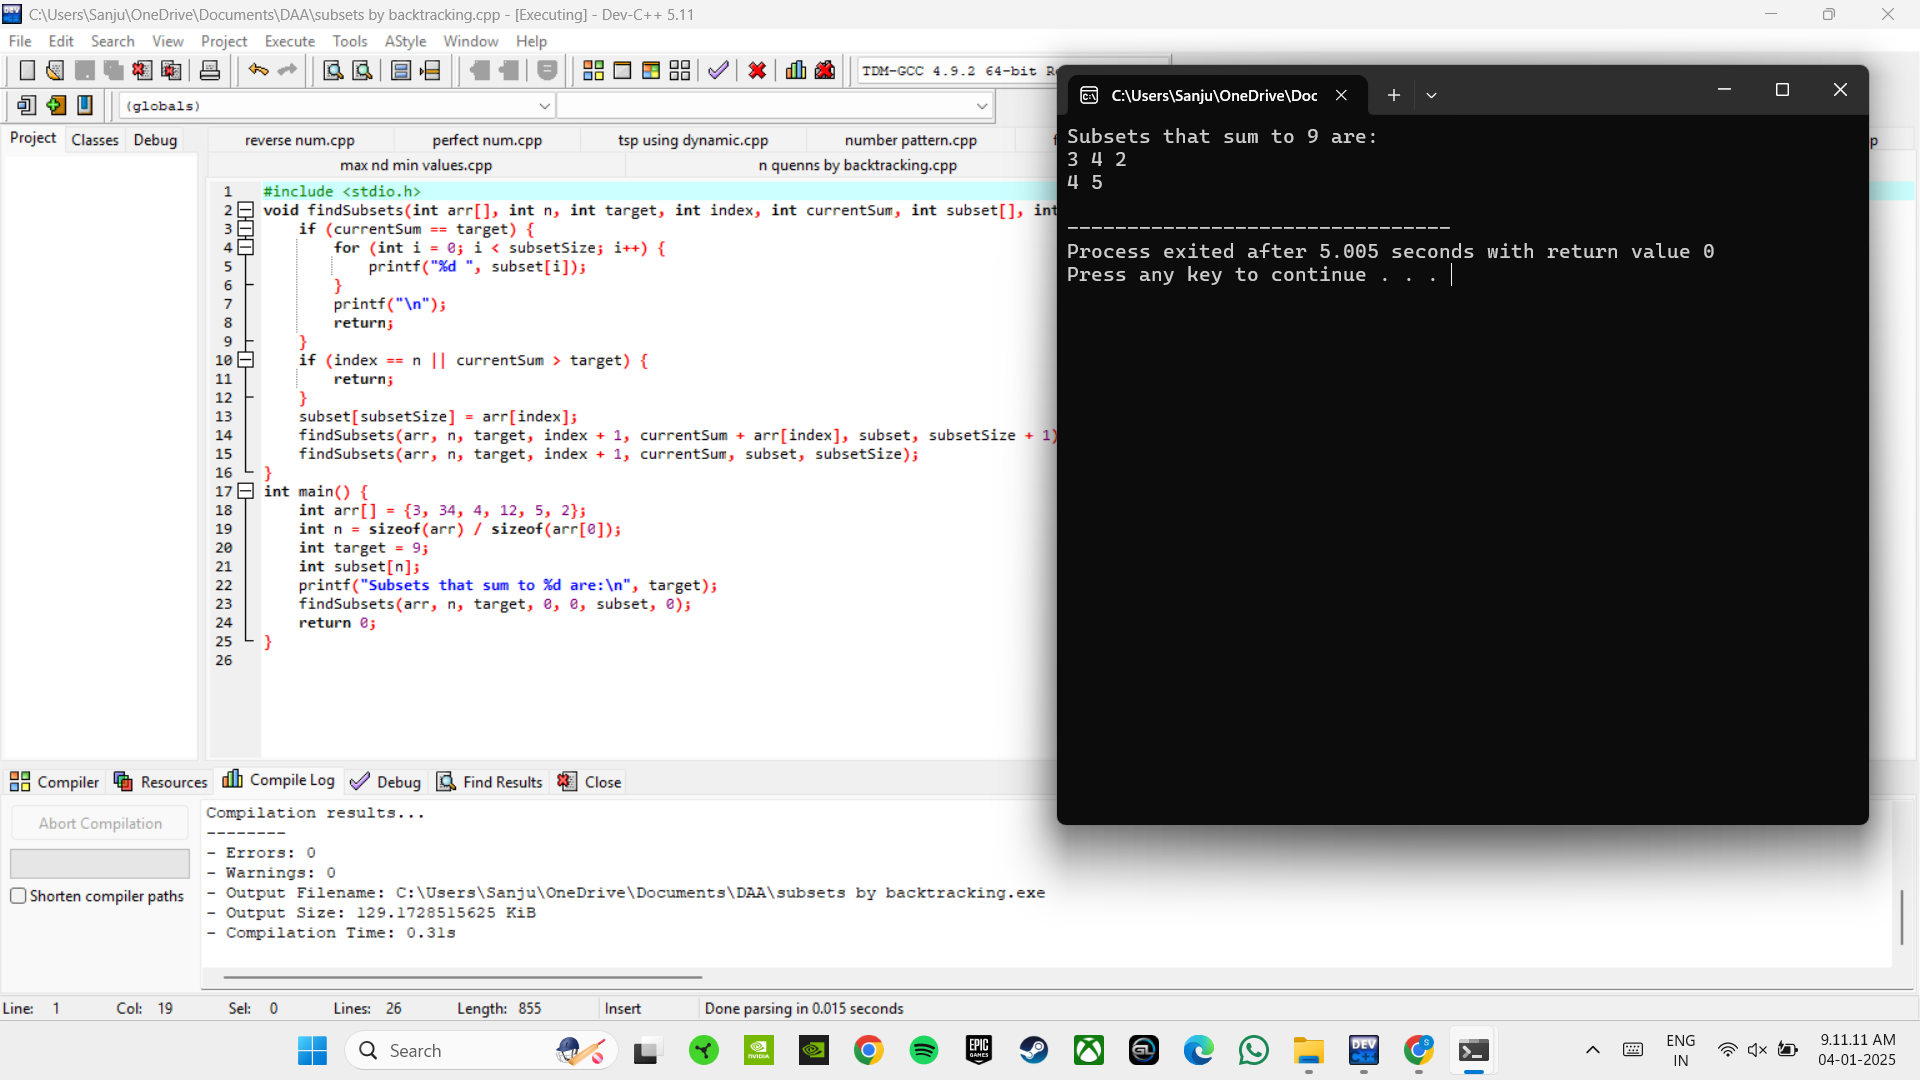 C:\Users\Sanju\OneDrive\Documents\DAA\subsets by backtracking.cpp - [Executing] - Dev-C++ 5.11
File Edit Search View Project Execute Tools AStyle Window Help
TDM-GCC 4.9.2 64-bit Re
(globals)
Project Classes Debug
reverse num.cpp perfect num.cpp tsp using dynamic.cpp number pattern.cpp
max nd min values.cpp n quenns by backtracking.cpp
1 #include <stdio.h>
2 void findSubsets(int arr[], int n, int target, int index, int currentSum, int subset[], int
3 if (currentSum == target) {
4 for (int i = 0; i < subsetSize; i++) {
5 printf("%d ", subset[i]);
6 }
7 printf("\n");
8 return;
9 }
10 if (index == n || currentSum > target) {
11 return;
12 }
13 subset[subsetSize] = arr[index];
14 findSubsets(arr, n, target, index + 1, currentSum + arr[index], subset, subsetSize + 1)
15 findSubsets(arr, n, target, index + 1, currentSum, subset, subsetSize);
16 }
17 int main() {
18 int arr[] = {3, 34, 4, 12, 5, 2};
19 int n = sizeof(arr) / sizeof(arr[0]);
20 int target = 9;
21 int subset[n];
22 printf("Subsets that sum to %d are:\n", target);
23 findSubsets(arr, n, target, 0, 0, subset, 0);
24 return 0;
25 }
26
C:\Users\Sanju\OneDrive\Doc
Subsets that sum to 9 are:
3 4 2
4 5
--------------------------------
Process exited after 5.005 seconds with return value 0
Press any key to continue . . .
Compiler Resources Compile Log Debug Find Results Close
Abort Compilation
Shorten compiler paths
Compilation results...
--------
- Errors: 0
- Warnings: 0
- Output Filename: C:\Users\Sanju\OneDrive\Documents\DAA\subsets by backtracking.exe
- Output Size: 129.1728515625 KiB
- Compilation Time: 0.31s
Line: 1 Col: 19 Sel: 0 Lines: 26 Length: 855 Insert Done parsing in 0.015 seconds
Search
ENG
IN
9.11.11 AM
04-01-2025